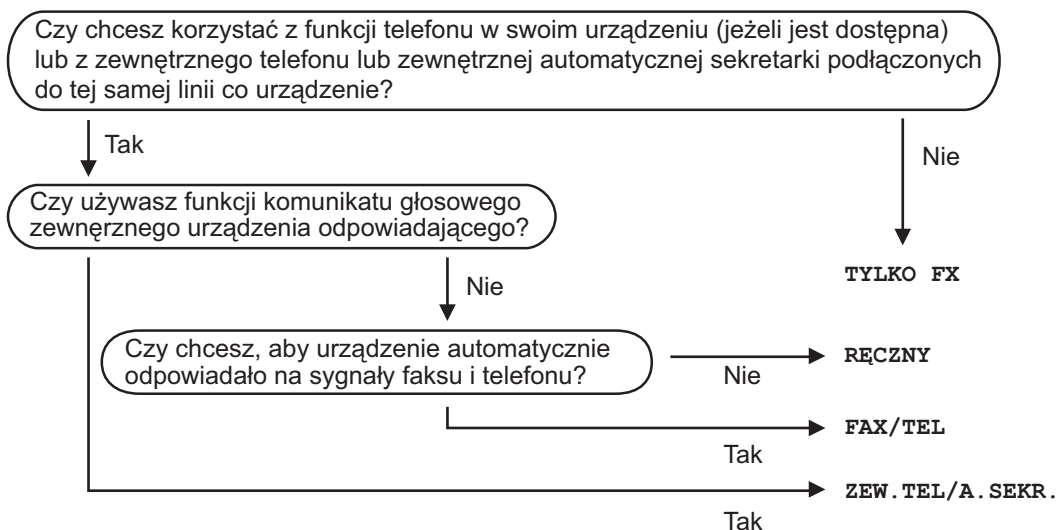 Czy chcesz korzystać z funkcji telefonu w swoim urządzeniu (jeżeli jest dostępna)
lub z zewnętrznego telefonu lub zewnętrznej automatycznej sekretarki podłączonych
do tej samej linii co urządzenie?
Tak
Nie
Czy używasz funkcji komunikatu głosowego
zewnęrznego urządzenia odpowiadającego?
TYLKO FX
Nie
Czy chcesz, aby urządzenie automatycznie
odpowiadało na sygnały faksu i telefonu?
Nie
RĘCZNY
FAX/TEL
Tak
ZEW.TEL/A.SEKR.
Tak